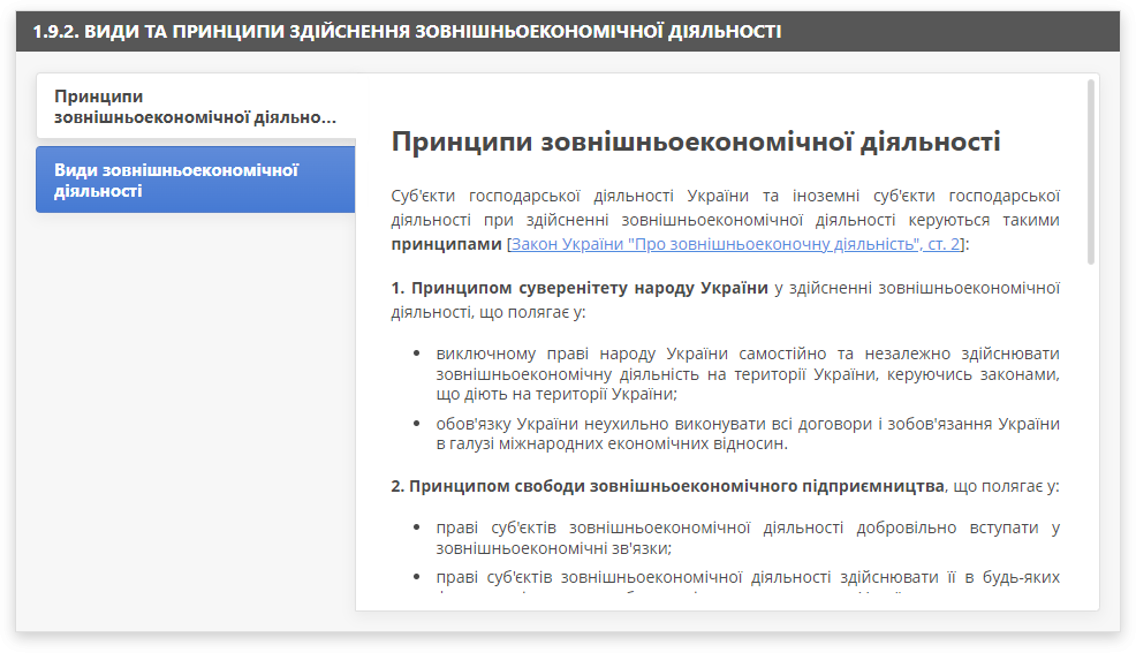 1.9.2. ВИДИ ТА ПРИНЦИПИ ЗДІЙСНЕННЯ ЗОВНІШНЬОЕКОНОМІЧНОЇ ДІЯЛЬНОСТІ
Принципи
зовнішньоекономічної діяльно...
Види зовнішньоекономічної
діяльності
Принципи зовнішньоекономічної діяльності
Суб'єкти господарської діяльності України та іноземні суб'єкти господарської
діяльності при здійсненні зовнішньоекономічної діяльності керуються такими
принципами [Закон України "Про зовнішньоеконочну діяльність", ст. 2]:
1. Принципом суверенітету народу України у здійсненні зовнішньоекономічної
діяльності, що полягає у:
• виключному праві народу України самостійно та незалежно здійснювати
зовнішньоекономічну діяльність на території України, керуючись законами,
що діють на території України;
• обов'язку України неухильно виконувати всі договори і зобов'язання України
в галузі міжнародних економічних відносин.
2. Принципом свободи зовнішньоекономічного підприємництва, що полягає у:
• праві суб'єктів зовнішньоекономічної діяльності добровільно вступати у
зовнішньоекономічні зв'язки;
• праві суб'єктів зовнішньоекономічної діяльності здійснювати її в будь-яких